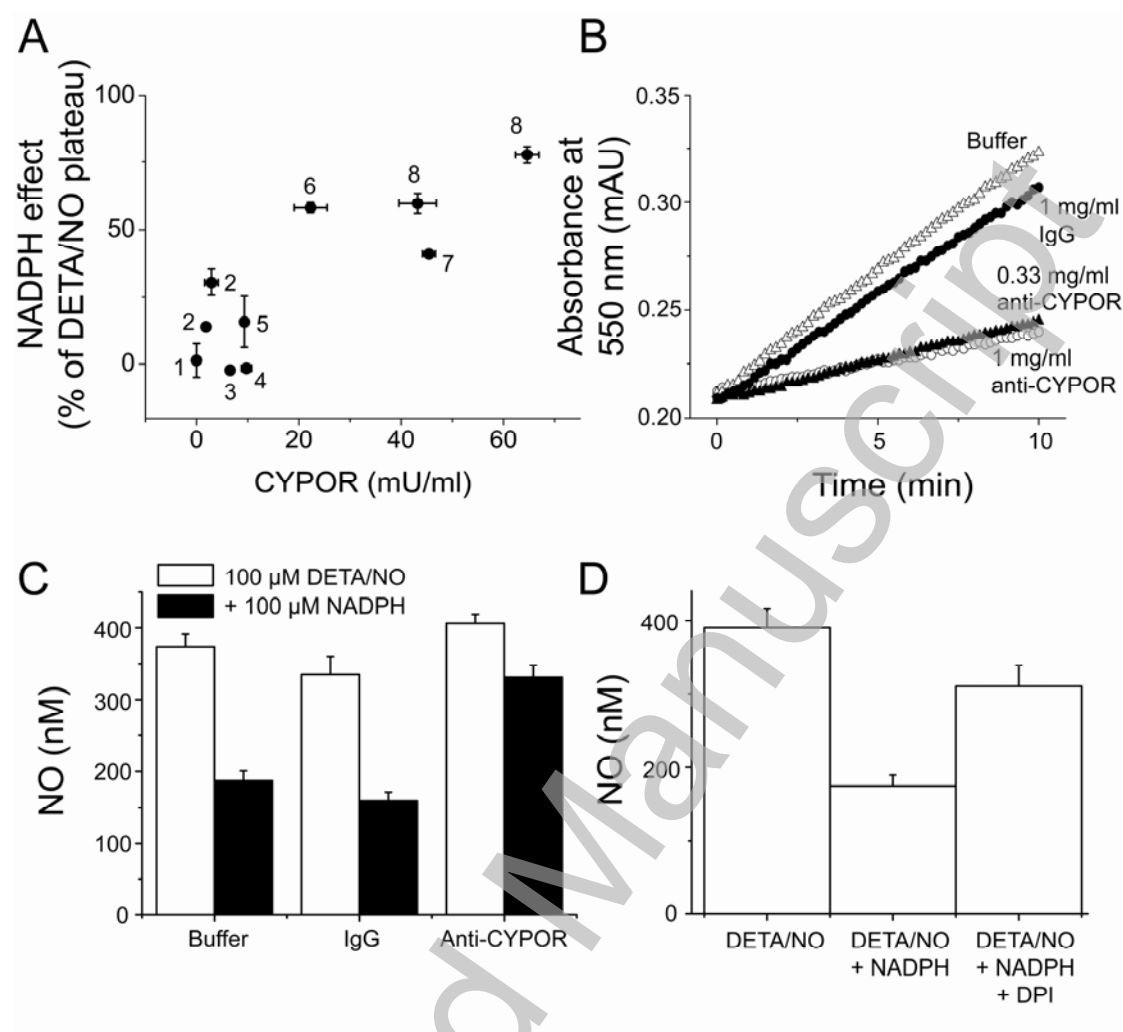 A
NADPH effect
(% of DETA/NO plateau)
100
50
0
0
20
40
60
1
2
2
3
4
5
6
7
8
8
CYPOR (mU/ml)
B
Absorbance at
550 nm (mAU)
0.35
0.30
0.25
0.20
0
5
10
Buffer
1 mg/ml
IgG
0.33 mg/ml
anti-CYPOR
1 mg/ml
anti-CYPOR
Time (min)
C
100 µM DETA/NO
+ 100 µM NADPH
NO (nM)
400
300
200
100
0
Buffer
IgG
Anti-CYPOR
D
NO (nM)
400
200
0
DETA/NO
DETA/NO
+ NADPH
DETA/NO
+ NADPH
+ DPI
d Manuscript